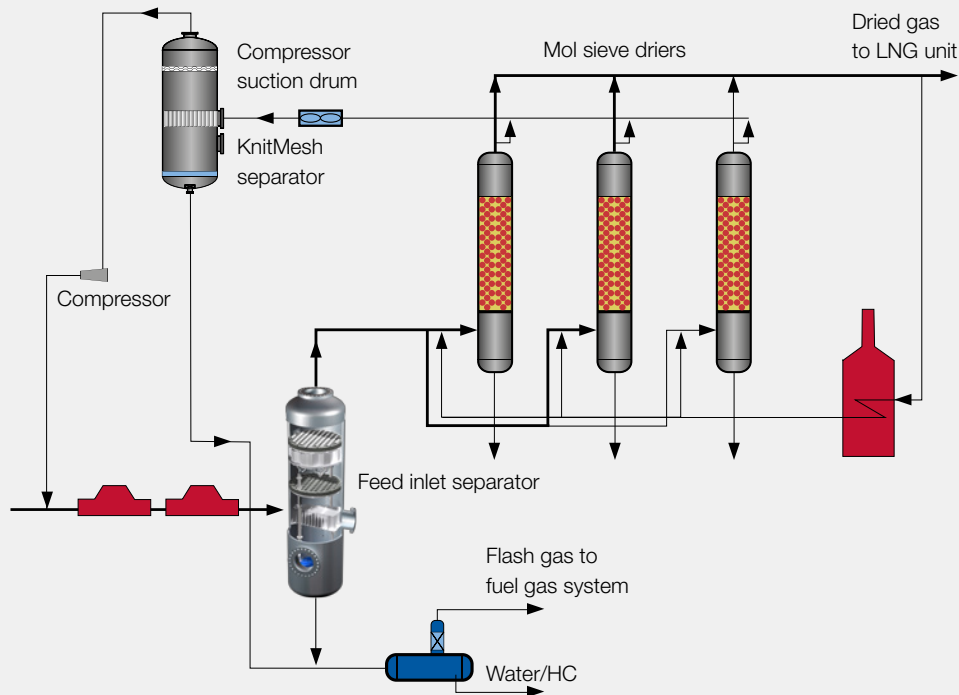 Compressor
suction drum
KnitMesh
separator
Mol sieve driers
Dried gas
to LNG unit
Compressor
Feed inlet separator
Flash gas to
fuel gas system
Water/HC